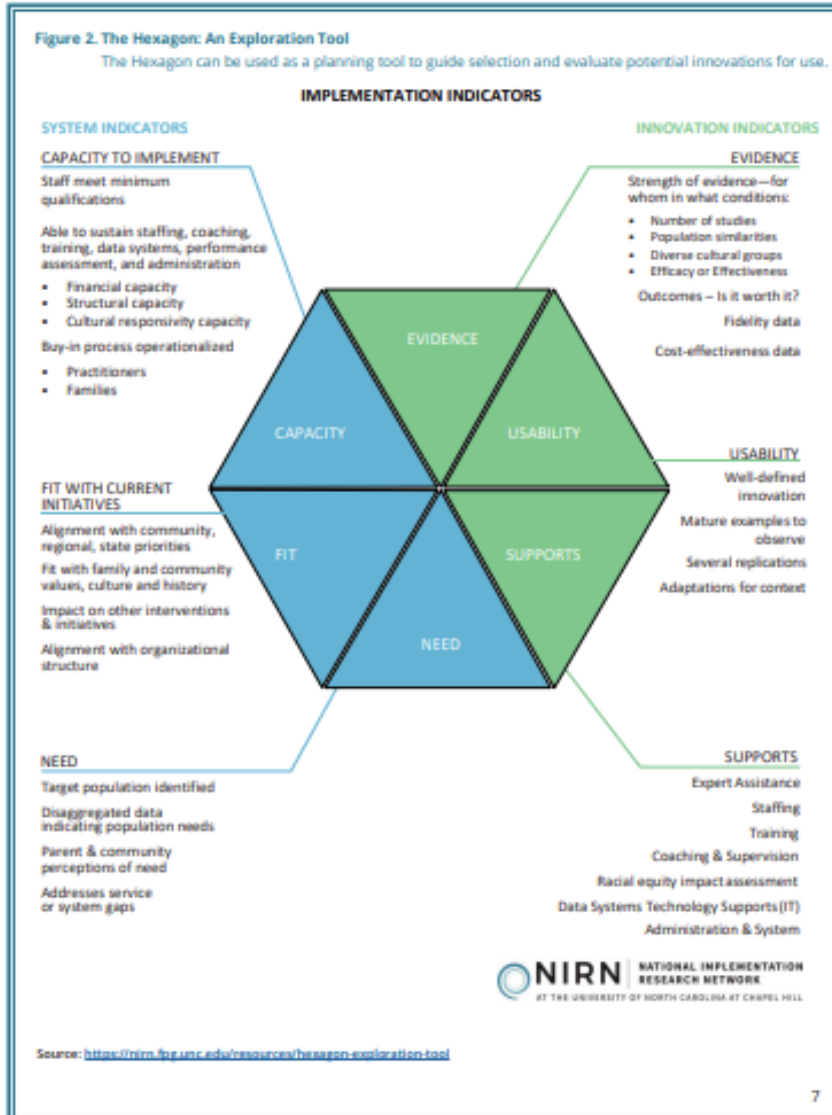 Figure 2. The Hexagon: An Exploration Tool
The Hexagon can be used as a planning tool to guide selection and evaluate potential innovations for use.
IMPLEMENTATION INDICATORS
SYSTEM INDICATORS
CAPACITY TO IMPLEMENT
Staff meet minimum
qualifications
Able to sustain staffing, coaching,
training, data systems, performance
assessment, and administration
• Financial capacity
• Structural capacity
• Cultural responsivity capacity
Buy-in process operationalized
• Practitioners
• Families
FIT WITH CURRENT
INITIATIVES
Alignment with community,
regional, state priorities
Fit with family and community
values, culture and history
Impact on other interventions
& initiatives
Alignment with organizational
structure
NEED
Target population identified
Disaggregated data
indicating population needs
Parent & community
perceptions of need
Addresses service
or system gaps
EVIDENCE
CAPACITY
USABILITY
FIT
SUPPORTS
NEED
INNOVATION INDICATORS
EVIDENCE
Strength of evidence—for
whom in what conditions:
• Number of studies
• Population similarities
• Diverse cultural groups
• Efficacy or Effectiveness
Outcomes – Is it worth it?
Fidelity data
Cost-effectiveness data
USABILITY
Well-defined
innovation
Mature examples to
observe
Several replications
Adaptations for context
SUPPORTS
Expert Assistance
Staffing
Training
Coaching & Supervision
Racial equity impact assessment
Data Systems Technology Supports (IT)
Administration & System
NIRN
NATIONAL IMPLEMENTATION
RESEARCH NETWORK
AT THE UNIVERSITY OF NORTH CAROLINA AT CHAPEL HILL
Source: https://nirn.fpg.unc.edu/resources/hexagon-exploration-tool
7